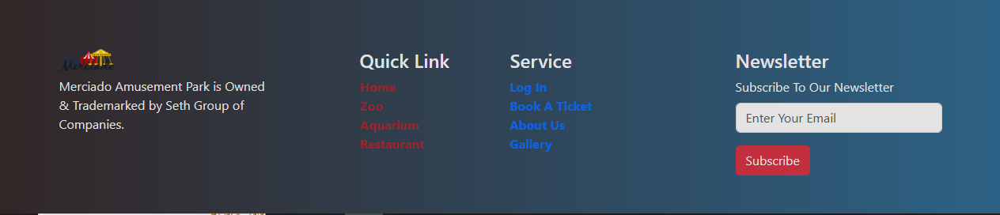 Merciado
Merciado Amusement Park is Owned
& Trademarked by Seth Group of
Companies.
Quick Link
Home
Zoo
Aquarium
Restaurant
Service
Log In
Book A Ticket
About Us
Gallery
Newsletter
Subscribe To Our Newsletter
Enter Your Email
Subscribe